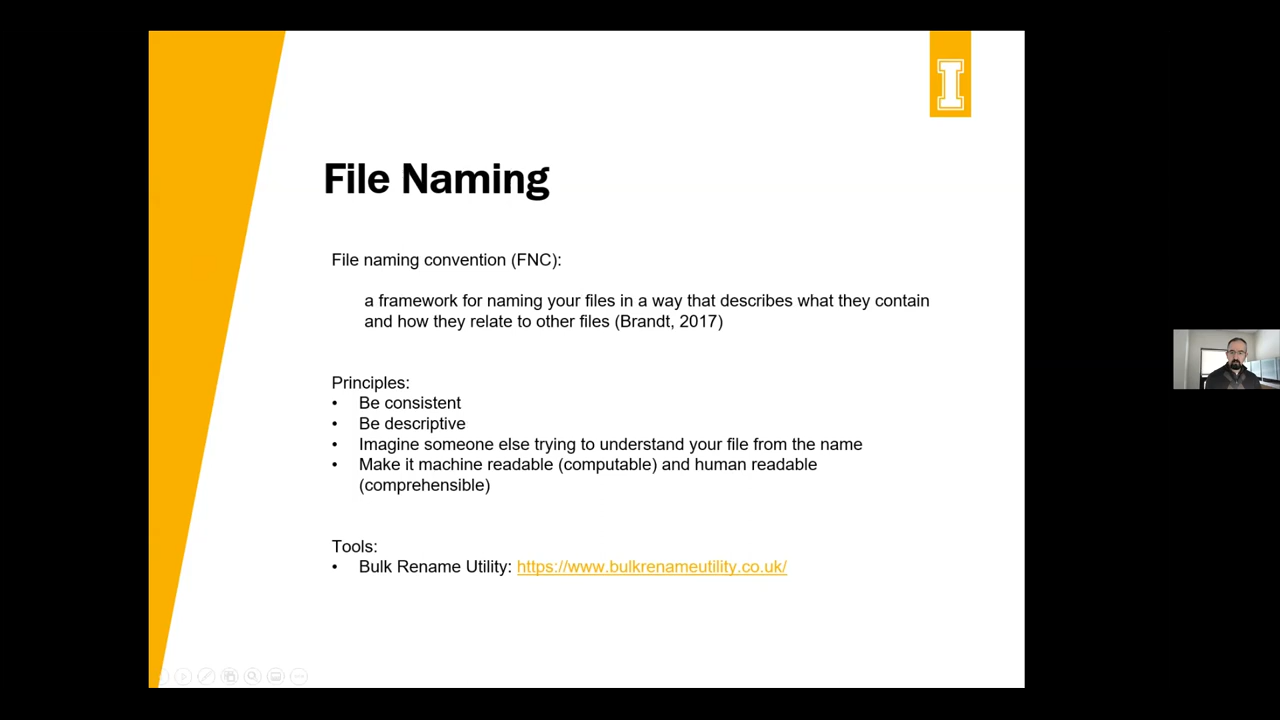 I
File Naming
File naming convention (FNC):
a framework for naming your files in a way that describes what they contain
and how they relate to other files (Brandt, 2017)
Principles:
• Be consistent
• Be descriptive
• Imagine someone else trying to understand your file from the name
• Make it machine readable (computable) and human readable
(comprehensible)
Tools:
• Bulk Rename Utility: https://www.bulkrenameutility.co.uk/